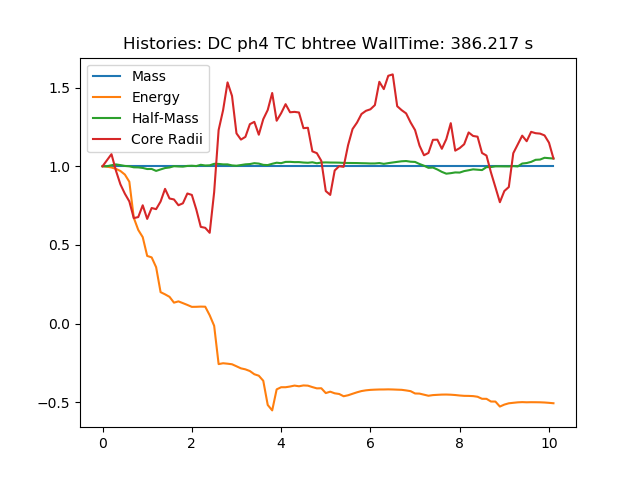 Histories: DC ph4 TC bhtree WallTime: 386.217 s
Mass
Energy
Half-Mass
Core Radii
1.5
1.0
0.5
0.0
−0.5
0 2 4 6 8 10